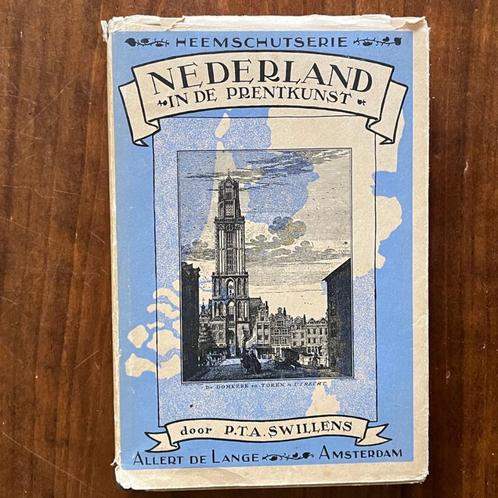 HEEMSCHUTSERIE
NEDERLAND
IN DE PRENTKUNST
De DOMKERK en TOREN te UTRECHT.
door P.T.A. SWILLENS
ALLERT DE LANGE AMSTERDAM